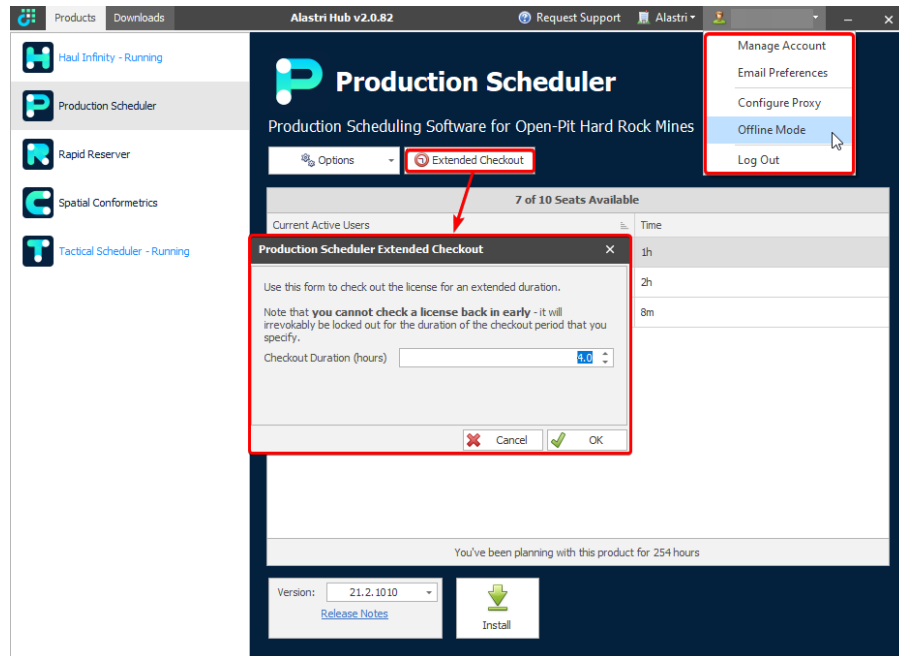 Products
Downloads
Alastri Hub v2.0.82
Request Support
Alastri
Haul Infinity - Running
Production Scheduler
Rapid Reserver
Spatial Conformetrics
Tactical Scheduler - Running
Manage Account
Email Preferences
Configure Proxy
Offline Mode
Log Out
Production Scheduler
Production Scheduling Software for Open-Pit Hard Rock Mines
Options
Extended Checkout
7 of 10 Seats Available
Current Active Users
Time
1h
2h
8m
Production Scheduler Extended Checkout
Use this form to check out the license for an extended duration.
Note that you cannot check a license back in early - it will
irrevokably be locked out for the duration of the checkout period that you
specify.
Checkout Duration (hours)
4.0
Cancel
OK
You've been planning with this product for 254 hours
Version:
21.2.1010
Release Notes
Install